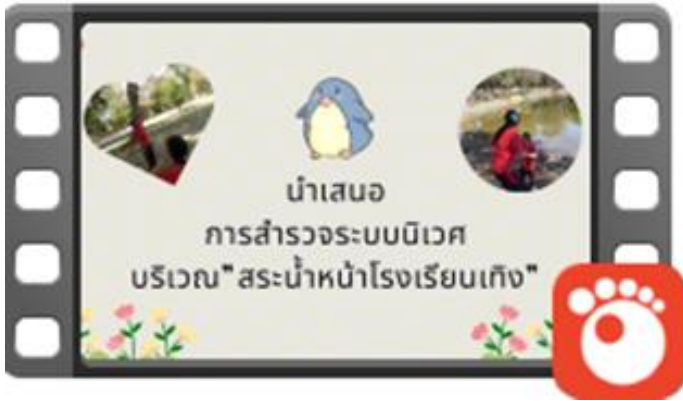 นำเสนอ
การสำรวจระบบนิเวศ
บริเวณ"สระน้ำหน้าโรงเรียนเทิง"